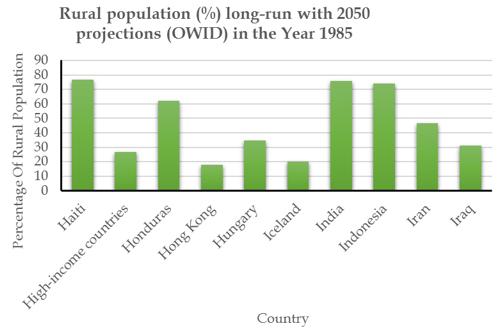 Rural population (%) long-run with 2050
projections (OWID) in the Year 1985
Percentage Of Rural Population
90
80
70
60
50
40
30
20
10
0
Haiti
High-income countries
Honduras
Hong Kong
Hungary
Iceland
India
Indonesia
Iran
Iraq
Country